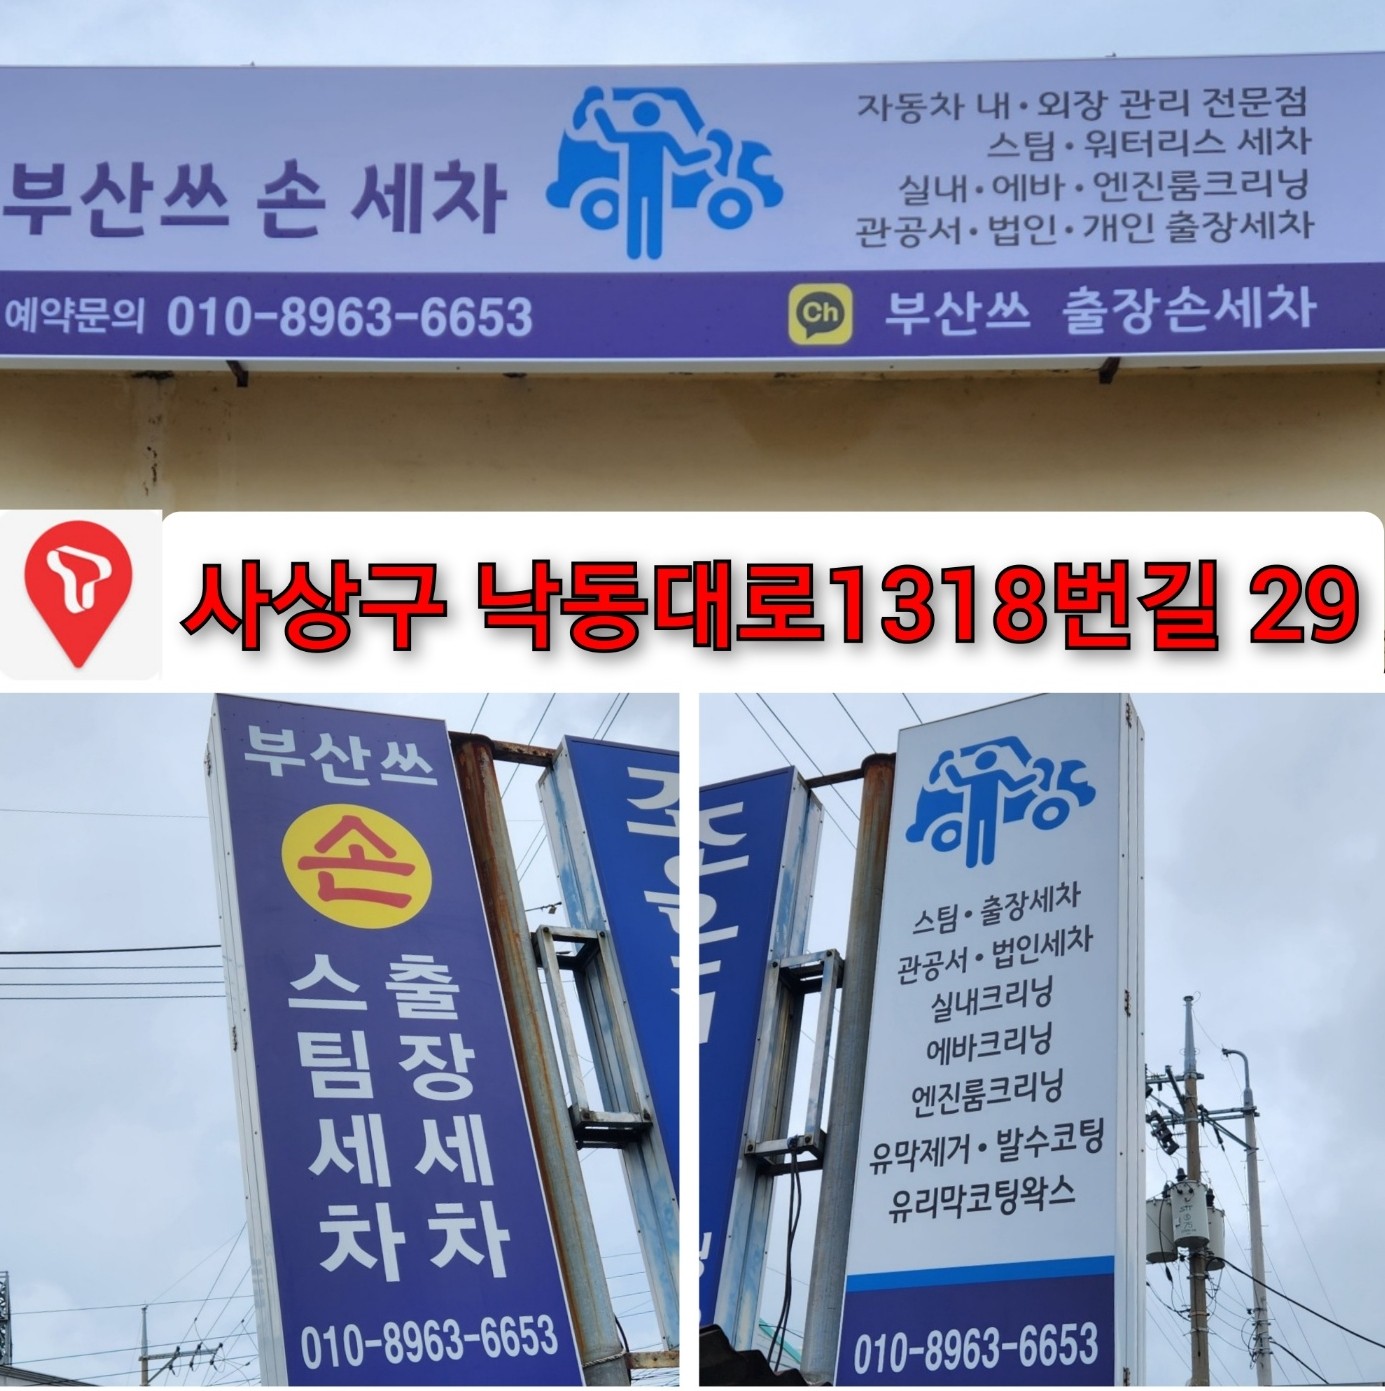 부산쓰 손 세차
자동차 내·외장 관리 전문점
스팀·워터리스 세차
실내·에바·엔진룸크리닝
관공서·법인·개인 출장세차
예약문의 010-8963-6653
Ch 부산쓰 출장손세차
사상구 낙동대로1318번길 29
부산쓰
손
스팀세차
출장세차
010-8963-6653
스팀·출장세차
관공서·법인세차
실내크리닝
에바크리닝
엔진룸크리닝
유막제거·발수코팅
유리막코팅왁스
010-8963-6653